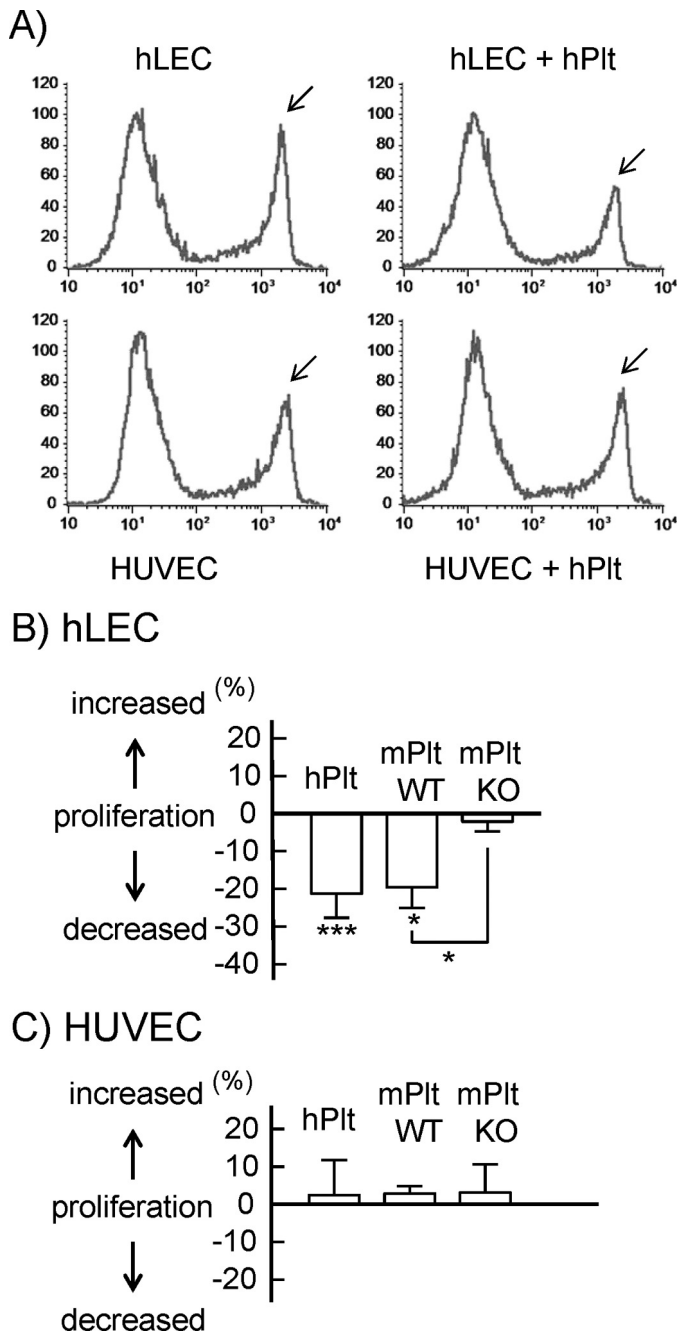 A)
hLEC
hLEC + hPlt
120
100
80
60
40
20
0
10 10¹ 10² 10³ 10⁴
120
100
80
60
40
20
0
10 10¹ 10² 10³ 10⁴
120
100
80
60
40
20
0
10 10¹ 10² 10³ 10⁴
120
100
80
60
40
20
0
10 10¹ 10² 10³ 10⁴
HUVEC
HUVEC + hPlt
B) hLEC
increased
proliferation
decreased
(%)
20
10
0
-10
-20
-30
-40
hPlt
mPlt
WT
mPlt
KO
***
*
*
C) HUVEC
increased
proliferation
decreased
(%)
20
10
0
-10
-20
hPlt
mPlt
WT
mPlt
KO